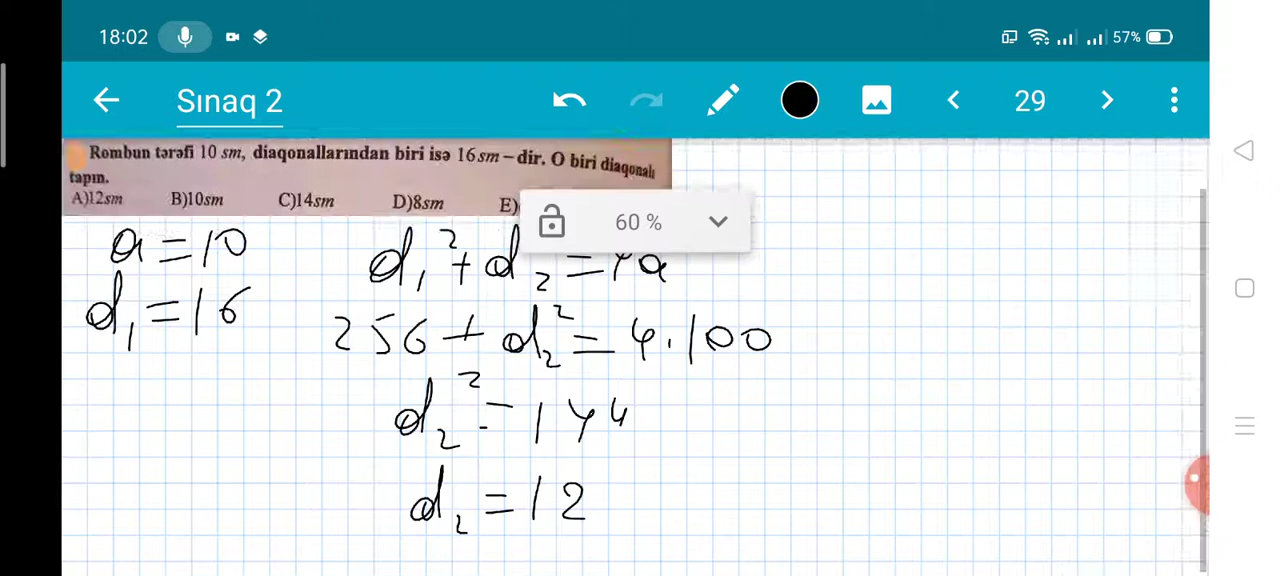 18:02
57%
Sınaq 2
29
Rombun tərəfi 10 sm, diaqonallarından biri isə 16 sm – dir. O biri diaqonalı
tapın.
A)12sm B)10sm C)14sm D)8sm E)
60 %
a = 10
d₁² + d₂ = 4a
d₁ = 16
256 + d₂² = 4.100
d₂² = 144
d₂ = 12